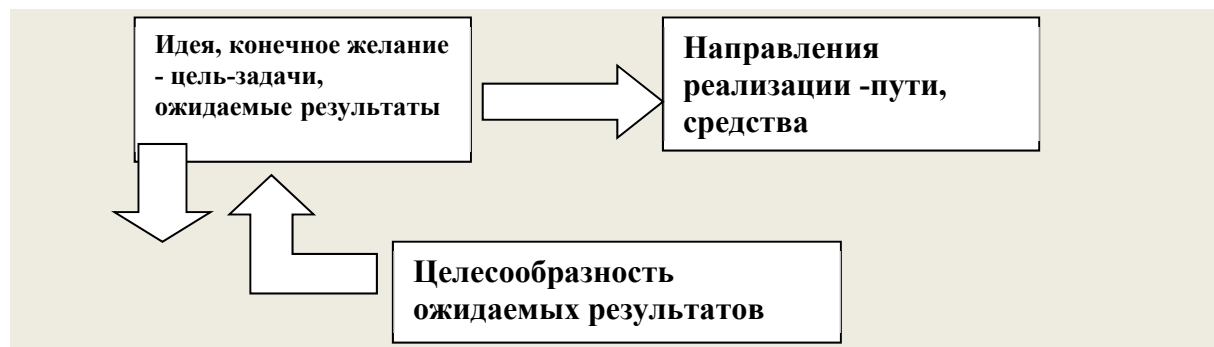 Идея, конечное желание
- цель-задачи,
ожидаемые результаты
Направления
реализации -пути,
средства
Целесообразность
ожидаемых результатов